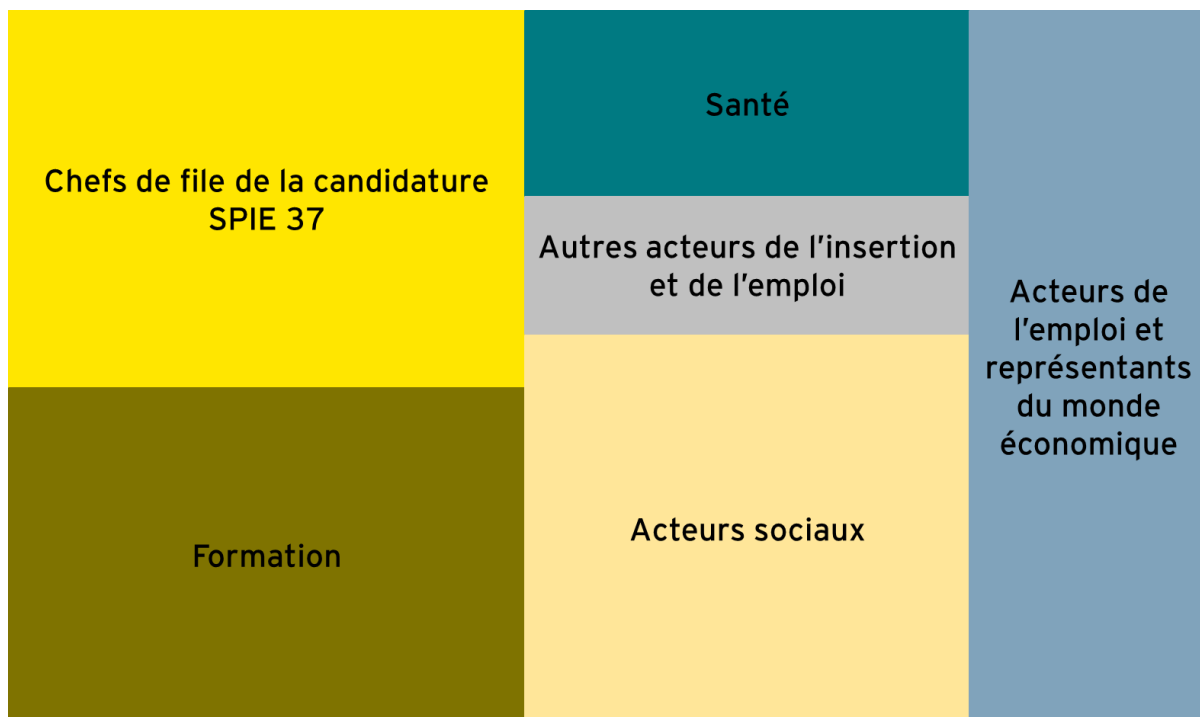 Chefs de file de la candidature
SPIE 37
Formation
Santé
Autres acteurs de l'insertion
et de l'emploi
Acteurs sociaux
Acteurs de
l'emploi et
représentants
du monde
économique